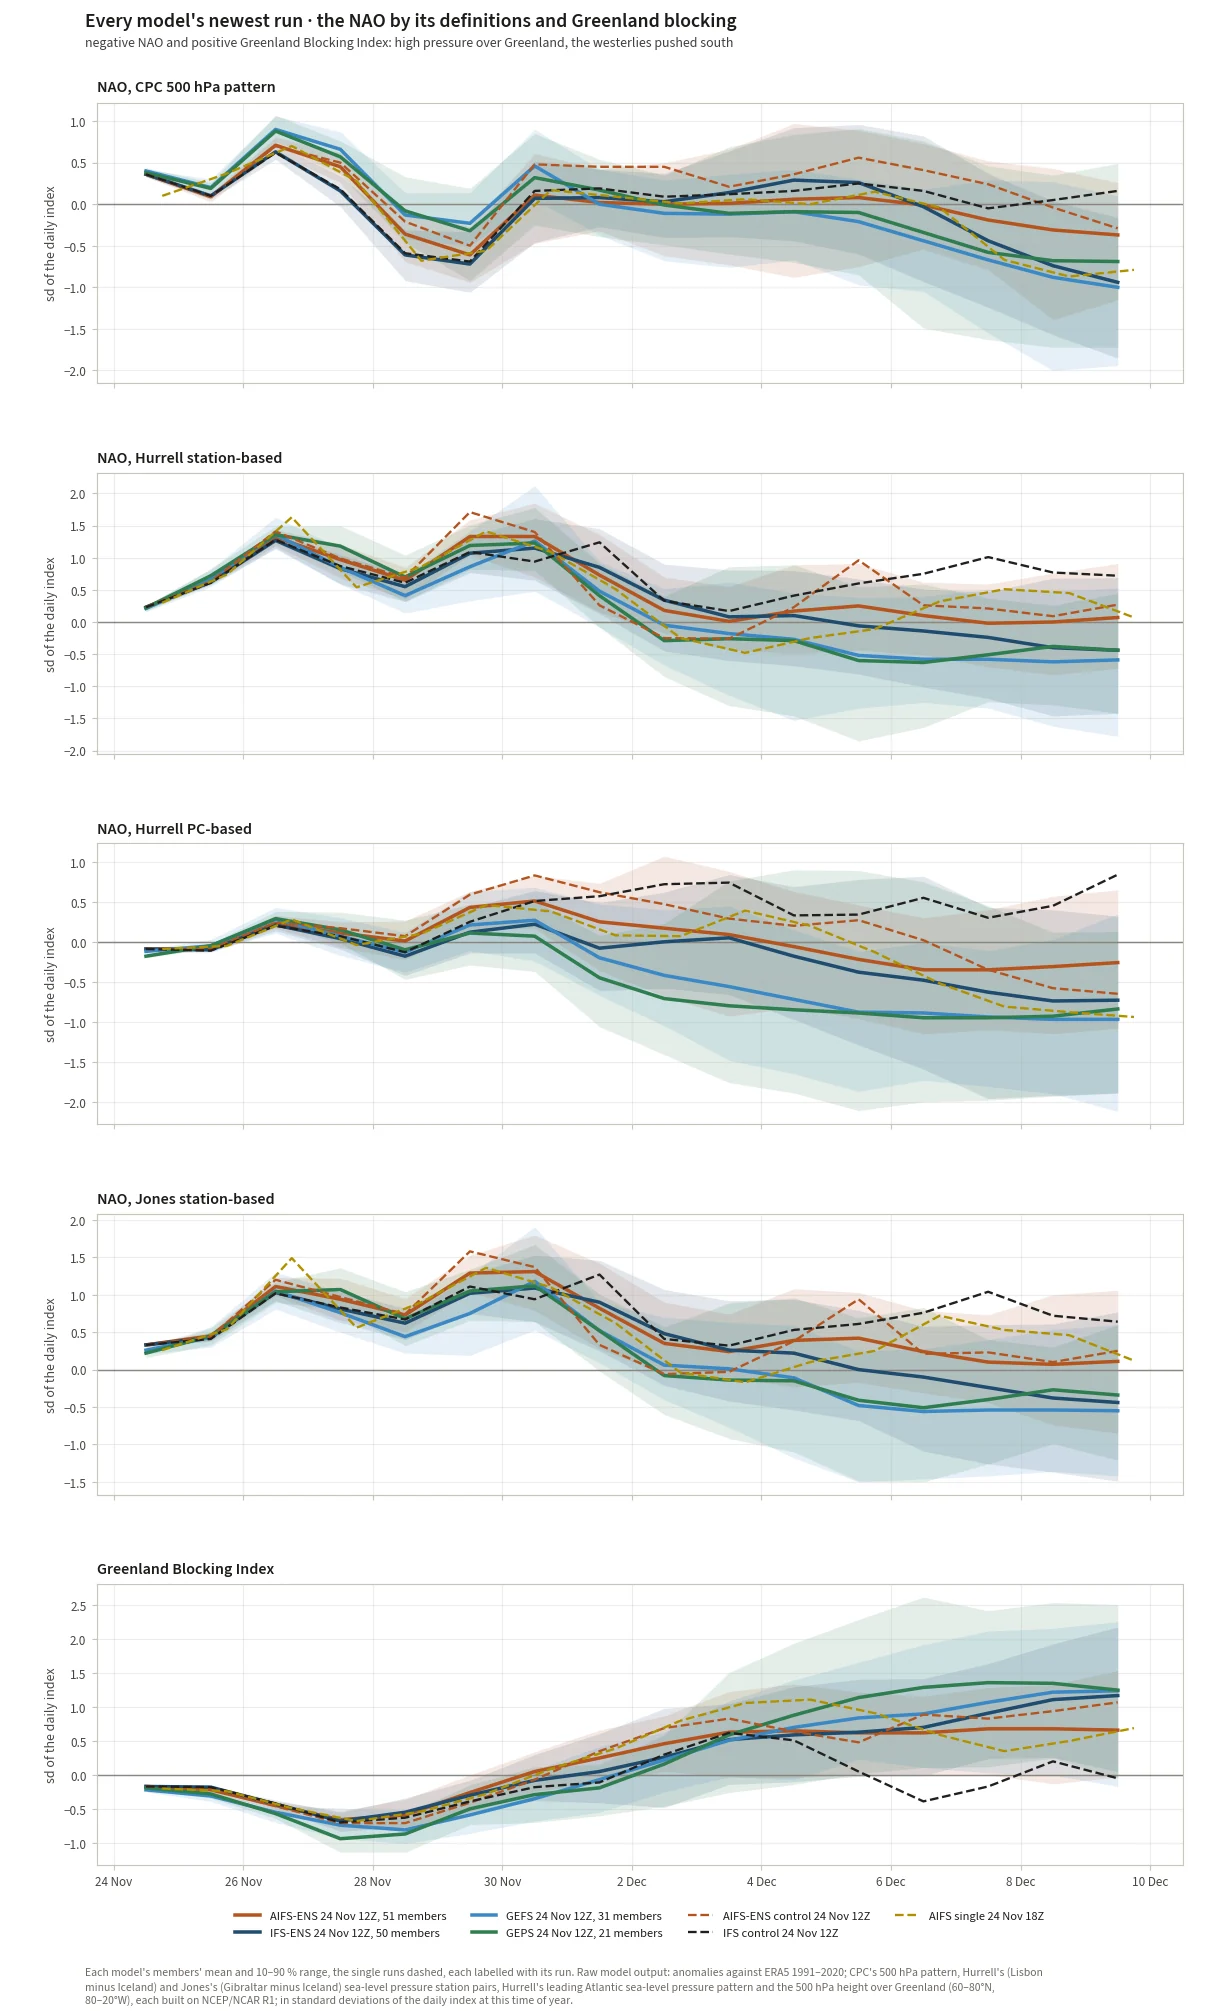 Every model's newest run · the NAO by its definitions and Greenland blocking
negative NAO and positive Greenland Blocking Index: high pressure over Greenland, the westerlies pushed south
NAO, CPC 500 hPa pattern
1.0
0.5
0.0
−0.5
−1.0
−1.5
−2.0
sd of the daily index
NAO, Hurrell station-based
2.0
1.5
1.0
0.5
0.0
−0.5
−1.0
−1.5
−2.0
sd of the daily index
NAO, Hurrell PC-based
1.0
0.5
0.0
−0.5
−1.0
−1.5
−2.0
sd of the daily index
NAO, Jones station-based
2.0
1.5
1.0
0.5
0.0
−0.5
−1.0
−1.5
sd of the daily index
Greenland Blocking Index
2.5
2.0
1.5
1.0
0.5
0.0
−0.5
−1.0
sd of the daily index
24 Nov 26 Nov 28 Nov 30 Nov 2 Dec 4 Dec 6 Dec 8 Dec 10 Dec
AIFS-ENS 24 Nov 12Z, 51 members GEFS 24 Nov 12Z, 31 members AIFS-ENS control 24 Nov 12Z AIFS single 24 Nov 18Z
IFS-ENS 24 Nov 12Z, 50 members GEPS 24 Nov 12Z, 21 members IFS control 24 Nov 12Z
Each model's members' mean and 10–90 % range, the single runs dashed, each labelled with its run. Raw model output: anomalies against ERA5 1991–2020; CPC's 500 hPa pattern, Hurrell's (Lisbon
minus Iceland) and Jones's (Gibraltar minus Iceland) sea-level pressure station pairs, Hurrell's leading Atlantic sea-level pressure pattern and the 500 hPa height over Greenland (60–80°N,
80–20°W), each built on NCEP/NCAR R1; in standard deviations of the daily index at this time of year.